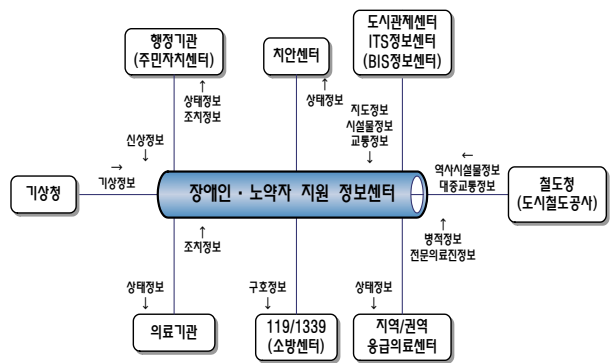 행정기관
(주민자치센터)
치안센터
도시관제센터
ITS정보센터
(BIS정보센터)
↑
상태정보
조치정보
↑
상태정보
지도정보
시설물정보
교통정보
↓
신상정보
↓
→
기상정보
←
역사시설물정보
대중교통정보
기상청
장애인 · 노약자 지원 정보센터
철도청
(도시철도공사)
↑
조치정보
↑
병적정보
전문의료진정보
상태정보
↓
구호정보
↓
상태정보
↓
의료기관
119/1339
(소방센터)
지역/권역
응급의료센터